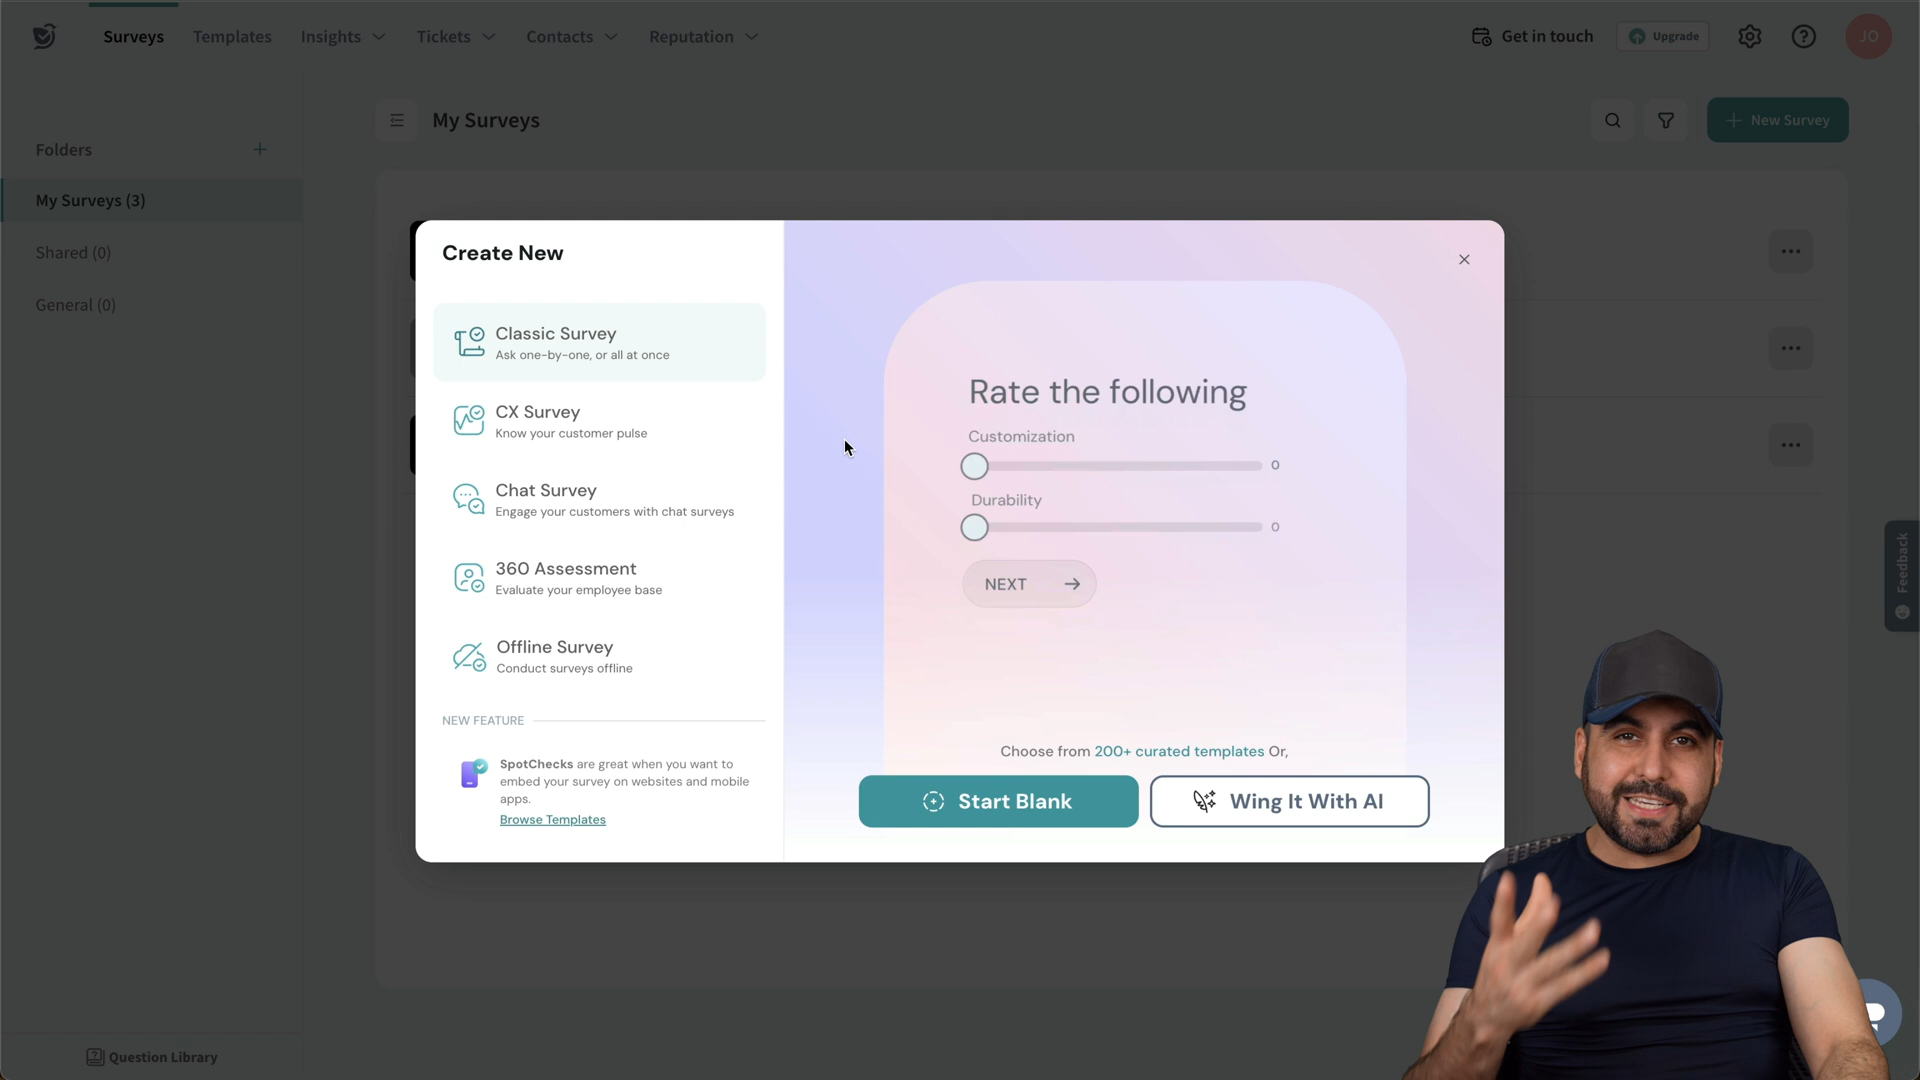 Surveys
Templates
Insights
Tickets
Contacts
Reputation
Get in touch
Upgrade
JO
Folders
My Surveys (3)
Shared (0)
General (0)
My Surveys
New Survey
Create New
Classic Survey
Ask one-by-one, or all at once
CX Survey
Know your customer pulse
Chat Survey
Engage your customers with chat surveys
360 Assessment
Evaluate your employee base
Offline Survey
Conduct surveys offline
NEW FEATURE
SpotChecks are great when you want to
embed your survey on websites and mobile
apps.
Browse Templates
Rate the following
Customization
0
Durability
0
NEXT
Choose from 200+ curated templates Or,
Start Blank
Wing It With AI
Feedback
Question Library